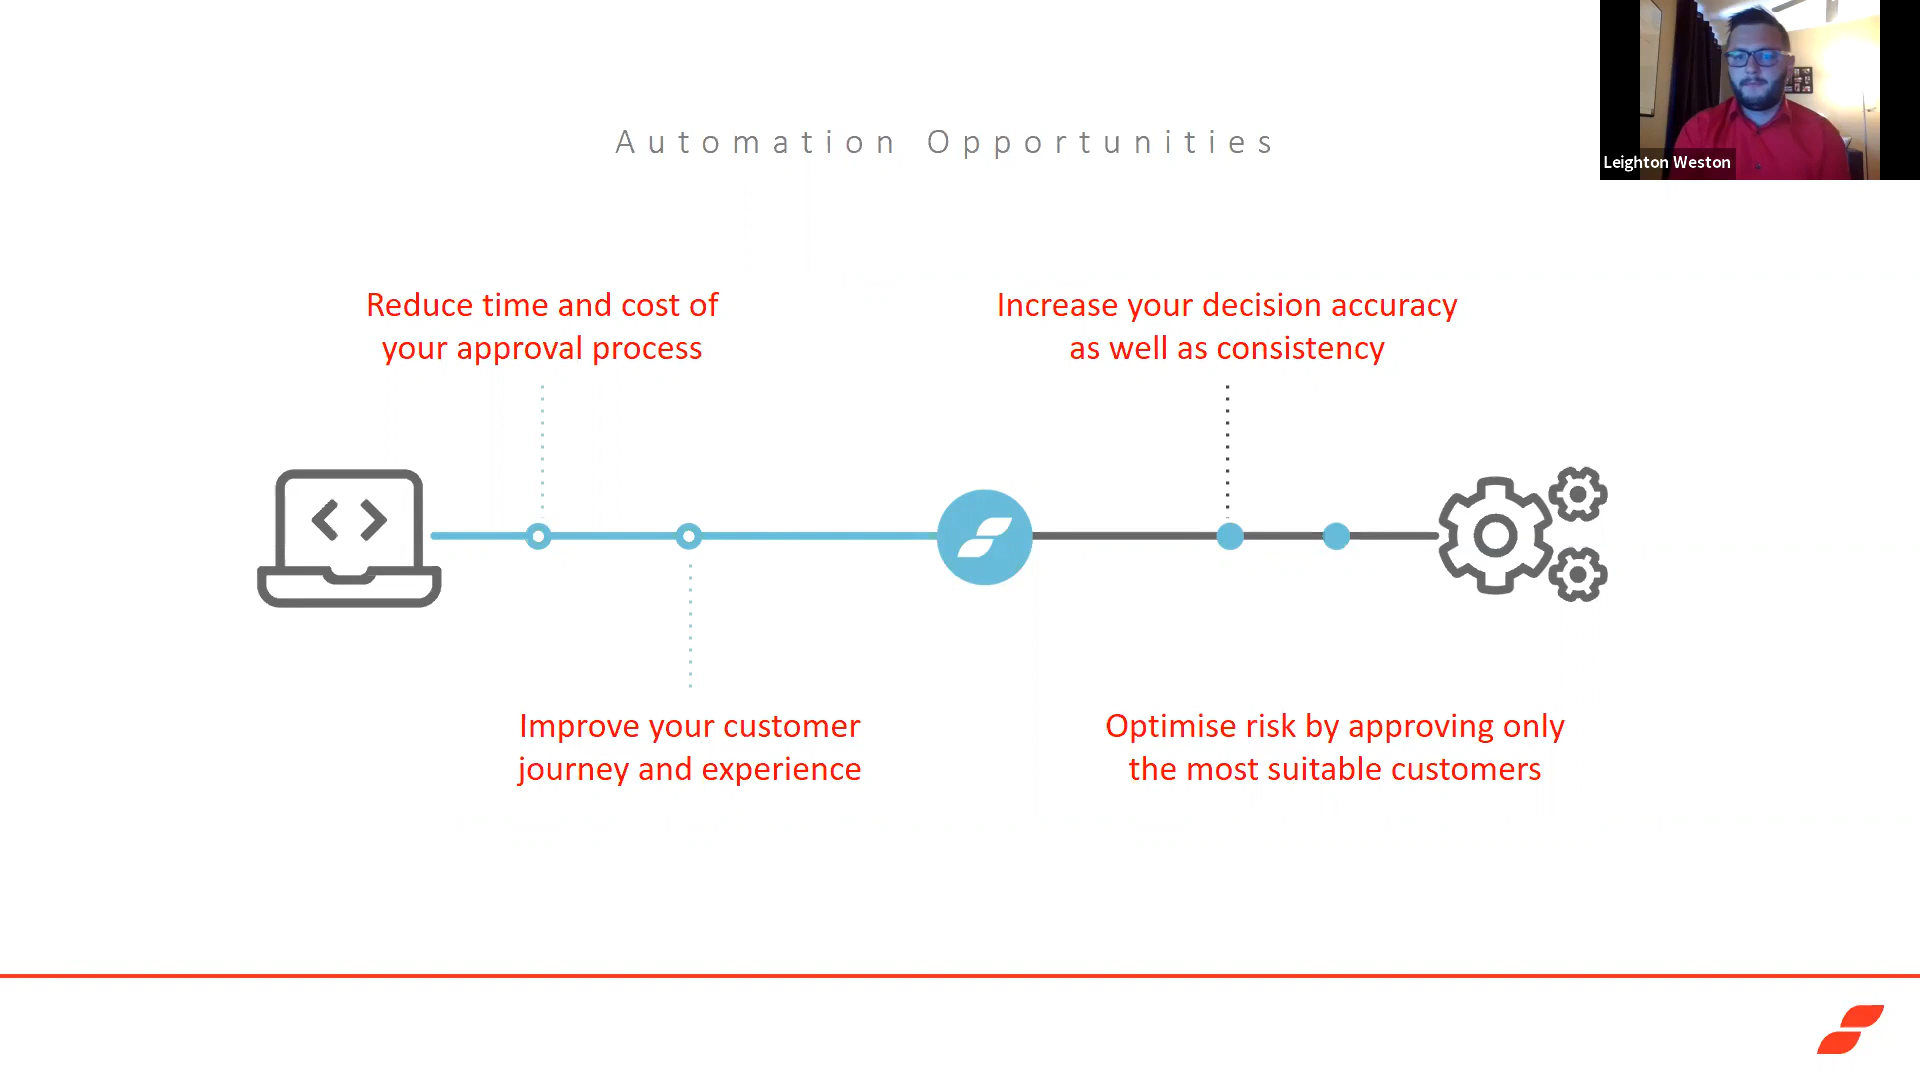 Automation Opportunities
Leighton Weston
Reduce time and cost of
your approval process
Increase your decision accuracy
as well as consistency
Improve your customer
journey and experience
Optimise risk by approving only
the most suitable customers